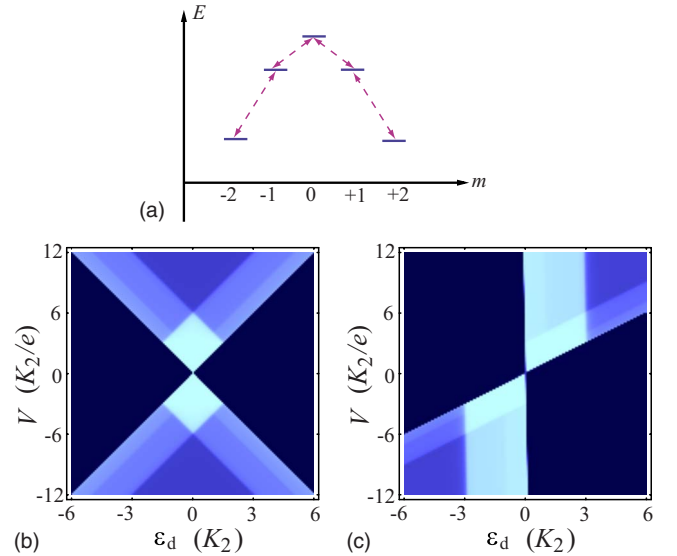 E
-2 -1 0 +1 +2 m
(a)
12 12
6 6
0 0
-6 -6
-12 -12
V (K2/e) V (K2/e)
-6 -3 0 3 6 -6 -3 0 3 6
(b) εd (K2) (c) εd (K2)